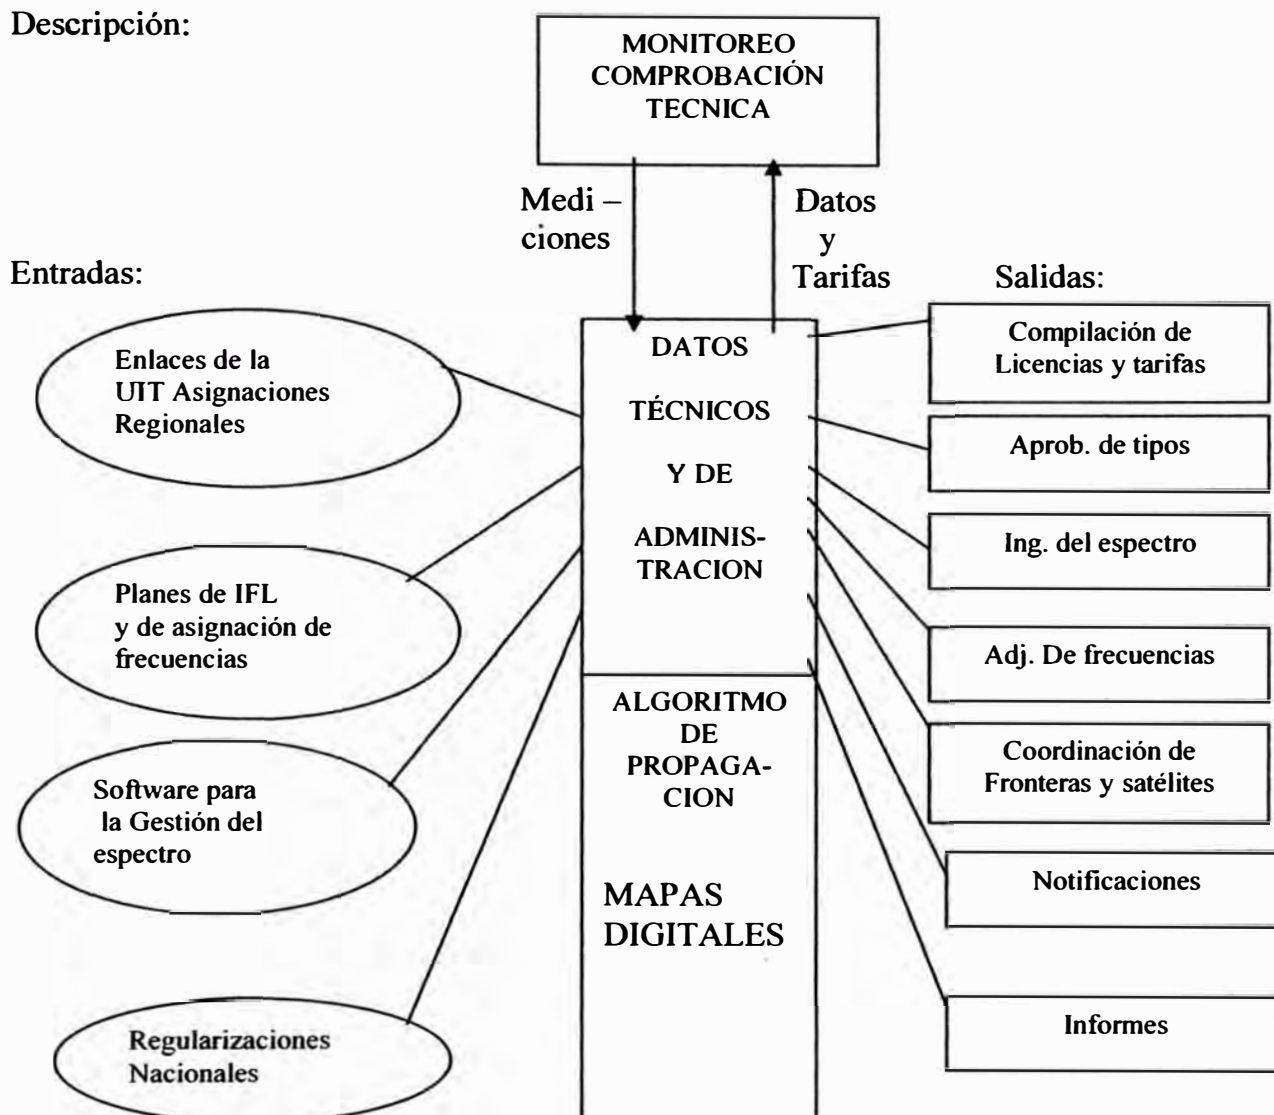 Descripción:
MONITOREO
COMPROBACIÓN
TECNICA
Medi –
ciones
Datos
y
Tarifas
Entradas:
Salidas:
Enlaces de la
UIT Asignaciones
Regionales
Planes de IFL
y de asignación de
frecuencias
Software para
la Gestión del
espectro
Regularizaciones
Nacionales
DATOS
TÉCNICOS
Y DE
ADMINIS-
TRACION
ALGORITMO
DE
PROPAGA-
CION
MAPAS
DIGITALES
Compilación de
Licencias y tarifas
Aprob. de tipos
Ing. del espectro
Adj. De frecuencias
Coordinación de
Fronteras y satélites
Notificaciones
Informes